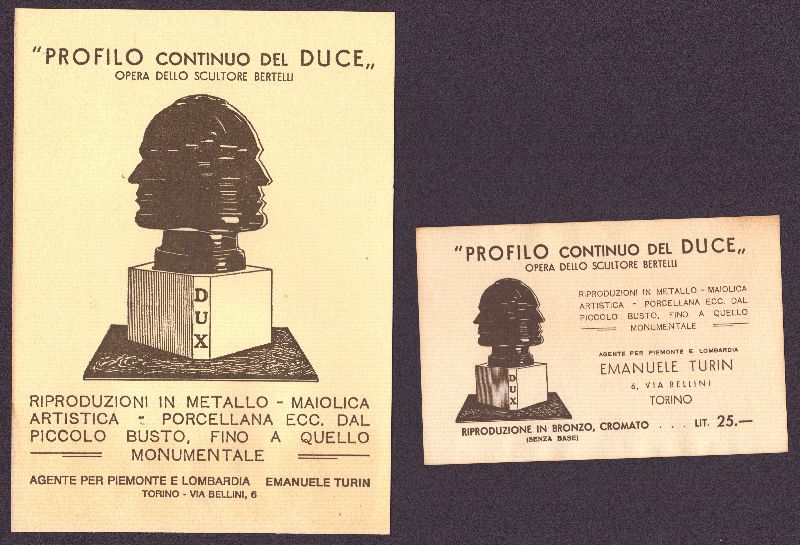 "PROFILO CONTINUO DEL DUCE„
OPERA DELLO SCULTORE BERTELLI
DUX
RIPRODUZIONI IN METALLO - MAIOLICA
ARTISTICA - PORCELLANA ECC. DAL
PICCOLO BUSTO, FINO A QUELLO
MONUMENTALE
AGENTE PER PIEMONTE E LOMBARDIA EMANUELE TURIN
TORINO - VIA BELLINI, 6
"PROFILO CONTINUO DEL DUCE„
OPERA DELLO SCULTORE BERTELLI
RIPRODUZIONI IN METALLO - MAIOLICA
ARTISTICA - PORCELLANA ECC. DAL
PICCOLO BUSTO, FINO A QUELLO
MONUMENTALE
AGENTE PER PIEMONTE E LOMBARDIA
EMANUELE TURIN
6, VIA BELLINI
TORINO
DUX
RIPRODUZIONE IN BRONZO, CROMATO . . . LIT. 25.—
(SENZA BASE)